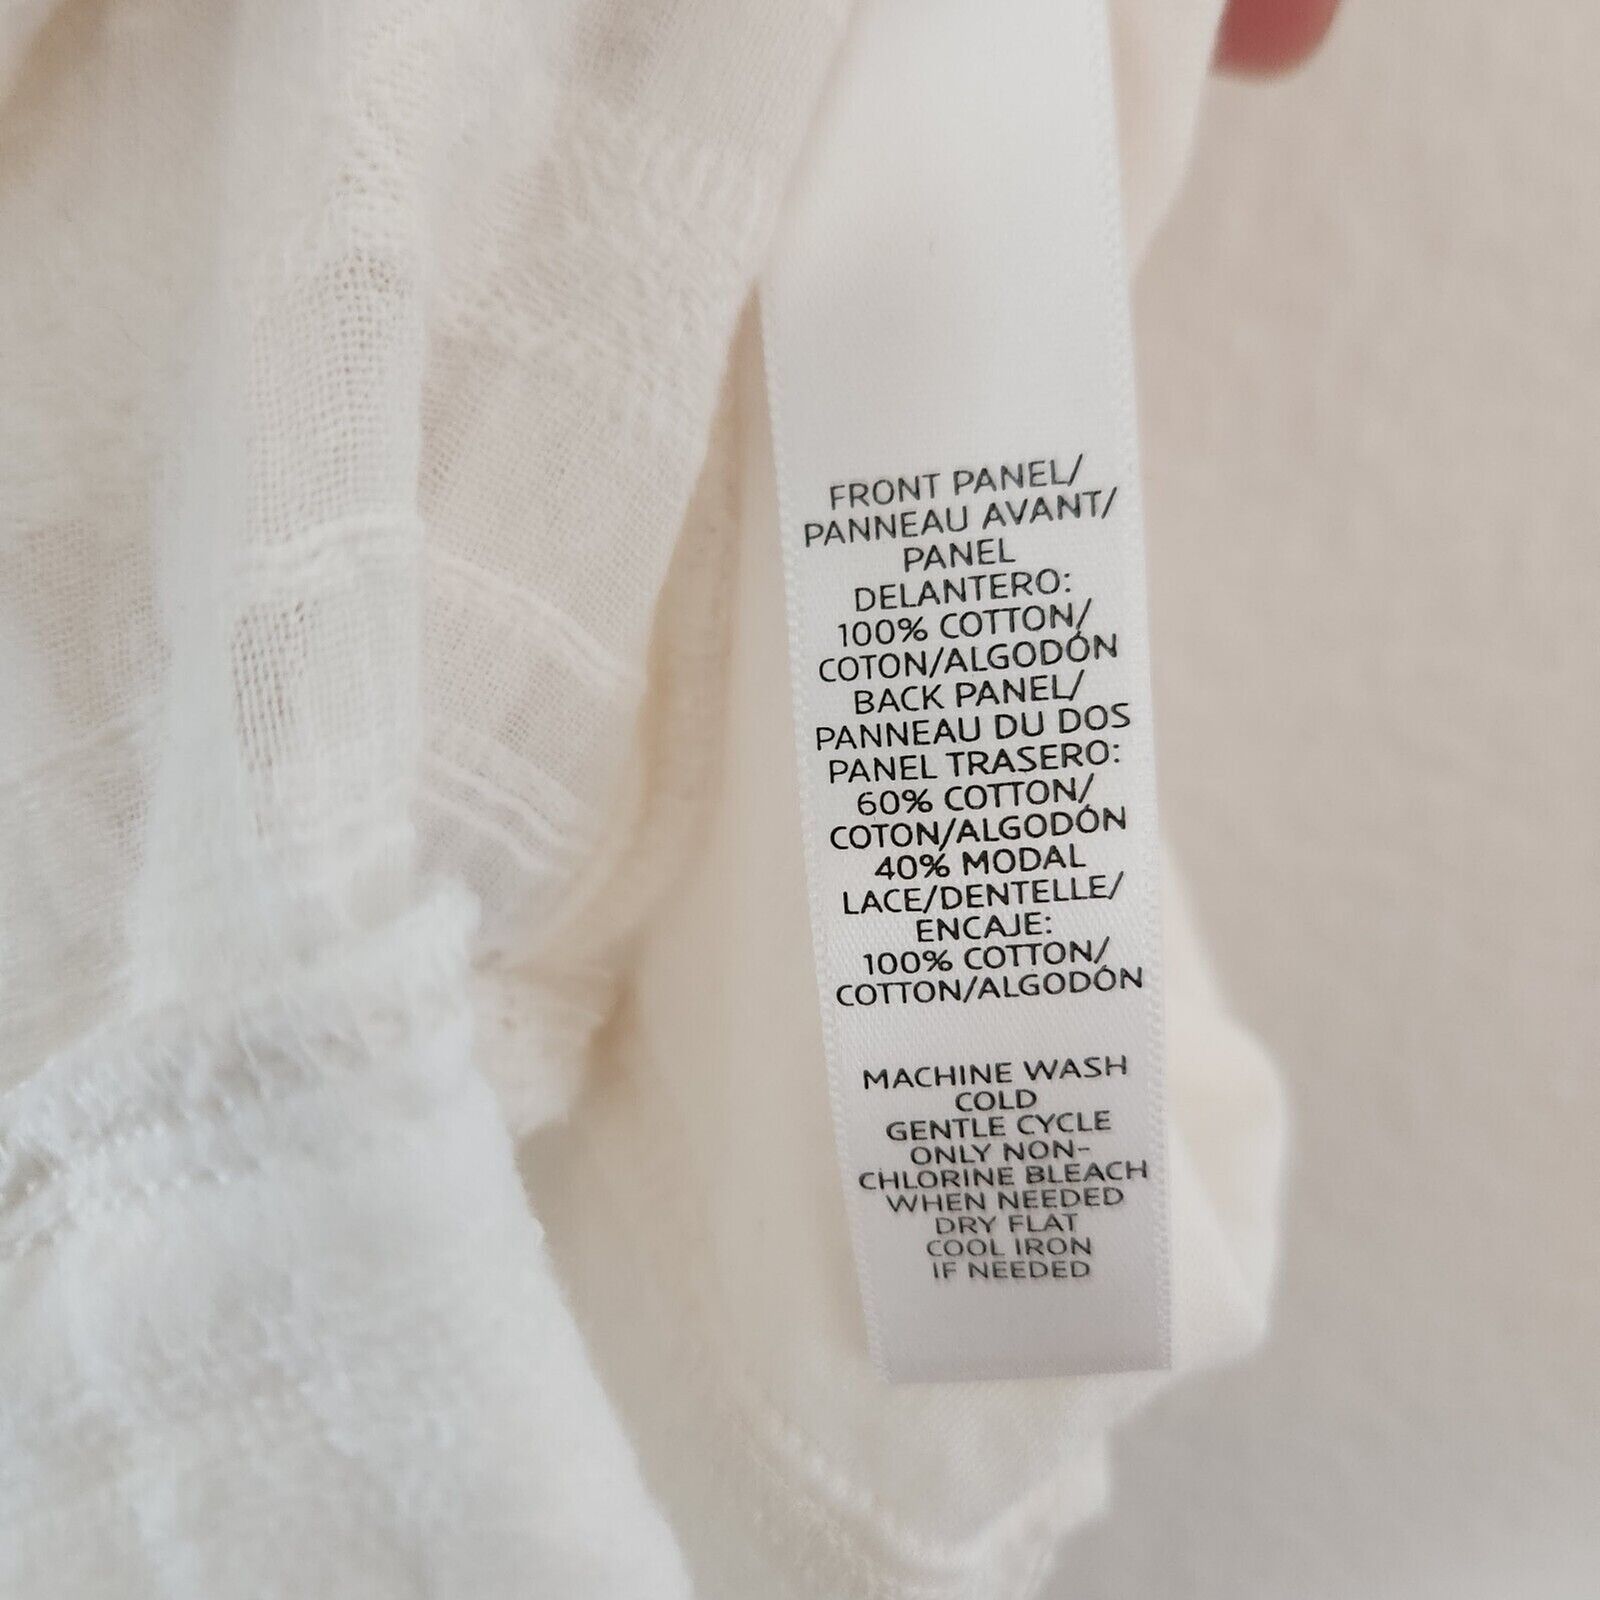 FRONT PANEL/
PANNEAU AVANT/
PANEL
DELANTERO:
100% COTTON/
COTON/ALGODÓN
BACK PANEL/
PANNEAU DU DOS
PANEL TRASERO:
60% COTTON/
COTON/ALGODÓN
40% MODAL
LACE/DENTELLE/
ENCAJE:
100% COTTON/
COTTON/ALGODÓN
MACHINE WASH
COLD
GENTLE CYCLE
ONLY NON-
CHLORINE BLEACH
WHEN NEEDED
DRY FLAT
COOL IRON
IF NEEDED